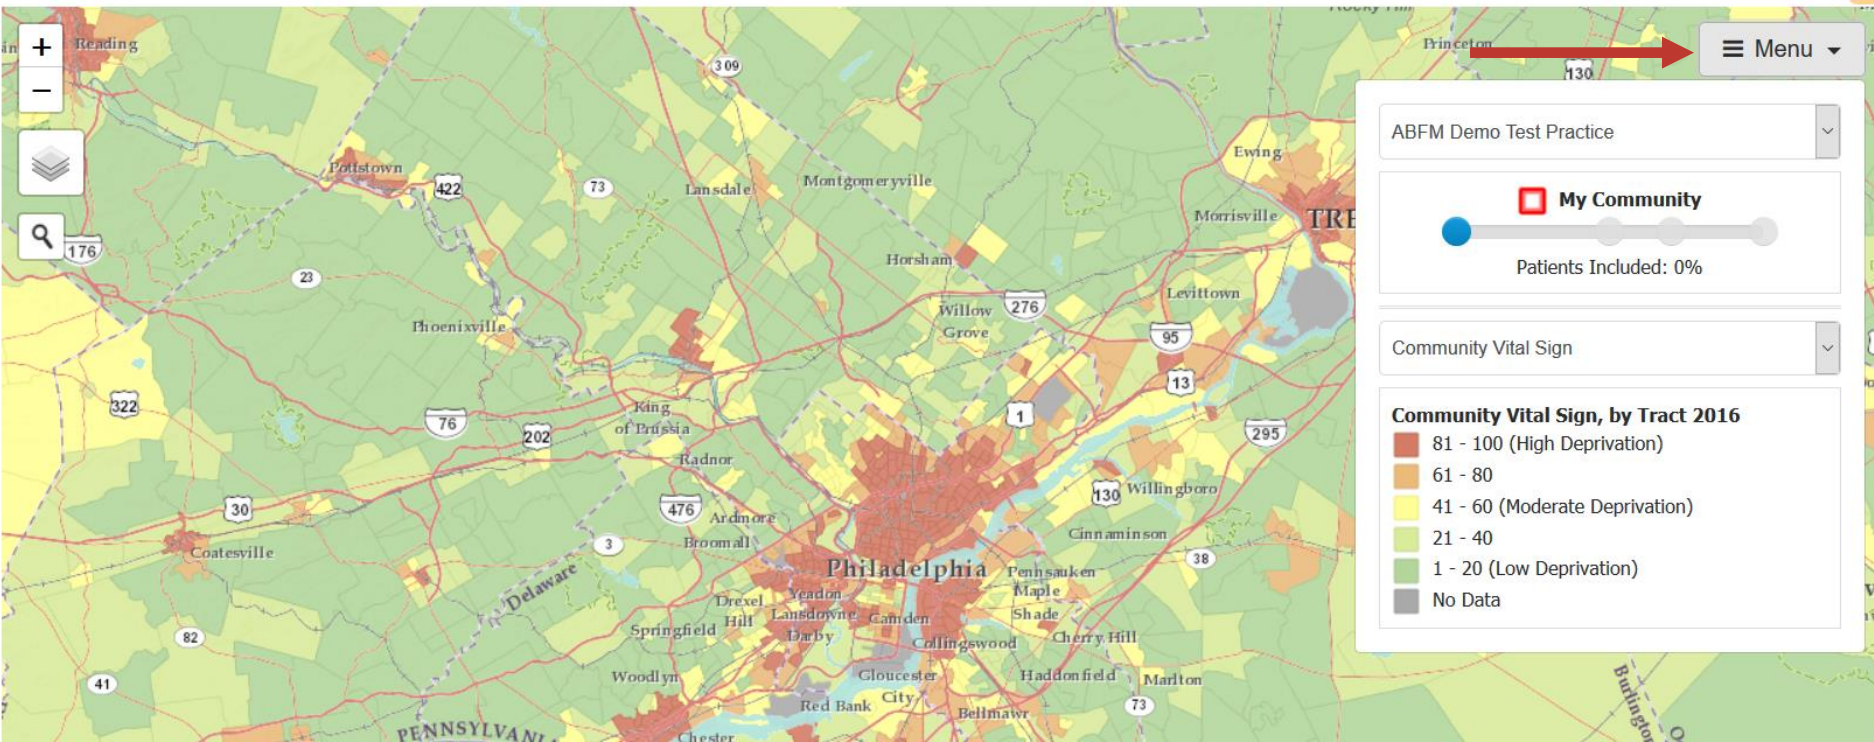 +
Reading
−
309
Princeton
130
☰ Menu
ABFM Demo Test Practice
My Community
Patients Included: 0%
Community Vital Sign
Community Vital Sign, by Tract 2016
81 - 100 (High Deprivation)
61 - 80
41 - 60 (Moderate Deprivation)
21 - 40
1 - 20 (Low Deprivation)
No Data
Pottstown
422
73
Lansdale
Montgomeryville
Ewing
Morrisville
TRE
176
23
Horsham
Levittown
Willow
Grove
276
95
Phoenixville
13
322
76
202
King
of Prussia
1
295
Radnor
30
476
Ardmore
130
Willingboro
Coatesville
3
Broomall
Cinnaminson
38
Delaware
Philadelphia
Pennsauken
Maple
Shade
Drexel
Hill
Yeadon
Lansdowne
Darby
Camden
82
Springfield
Collingswood
Cherry Hill
41
Woodlyn
Gloucester
City
Haddonfield
Marlton
Red Bank
Bellmawr
73
Chester
Burlington